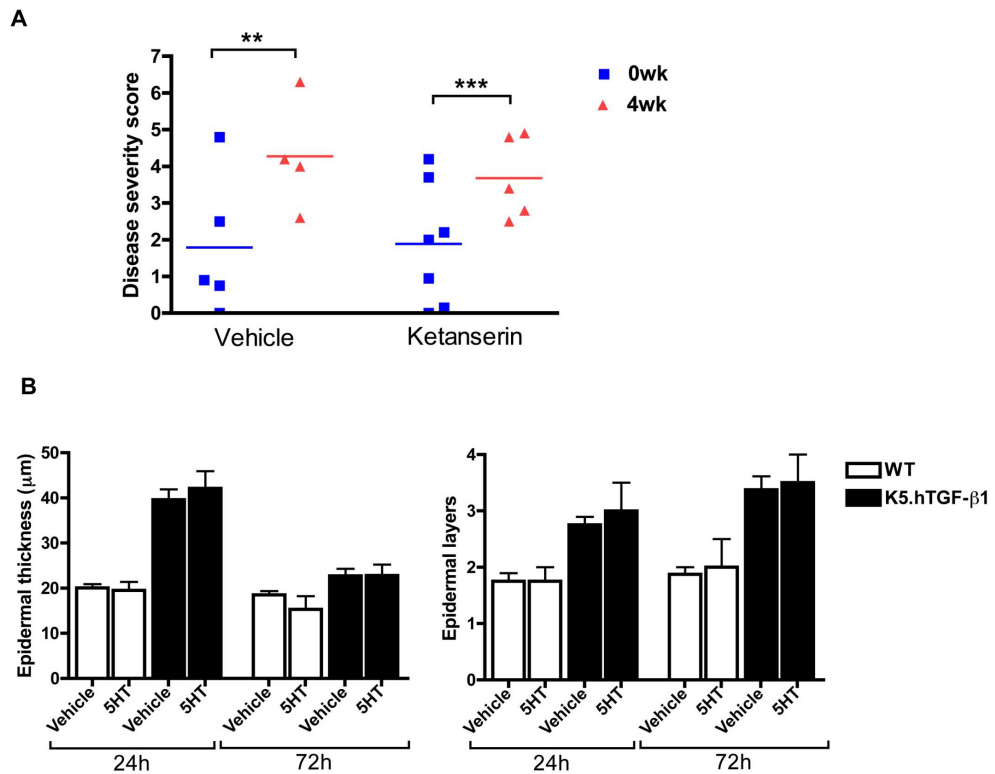 A
**
***
0wk
4wk
Disease severity score
7
6
5
4
3
2
1
0
Vehicle
Ketanserin
B
Epidermal thickness (μm)
50
40
30
20
10
0
Vehicle
5HT
Vehicle
5HT
Vehicle
5HT
Vehicle
5HT
24h
72h
Epidermal layers
4
3
2
1
0
Vehicle
5HT
Vehicle
5HT
Vehicle
5HT
Vehicle
5HT
24h
72h
WT
K5.hTGF-β1